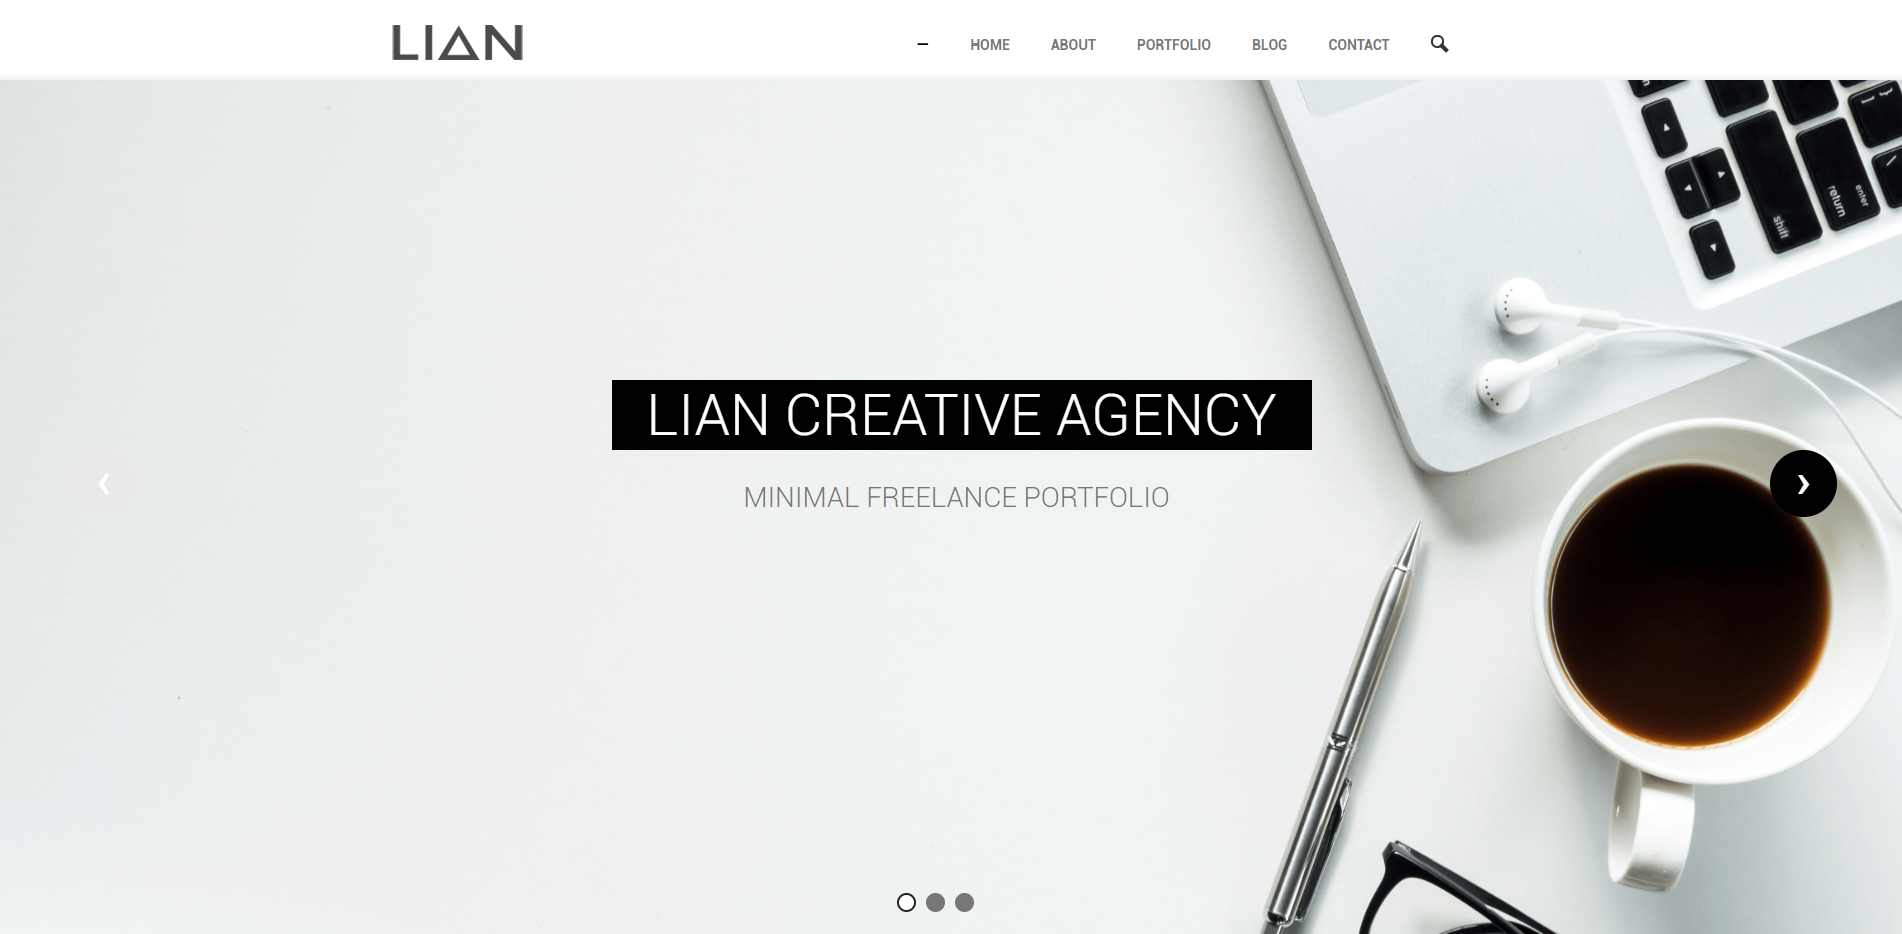 LIAN
HOME ABOUT PORTFOLIO BLOG CONTACT
return
enter
shift
LIAN CREATIVE AGENCY
MINIMAL FREELANCE PORTFOLIO